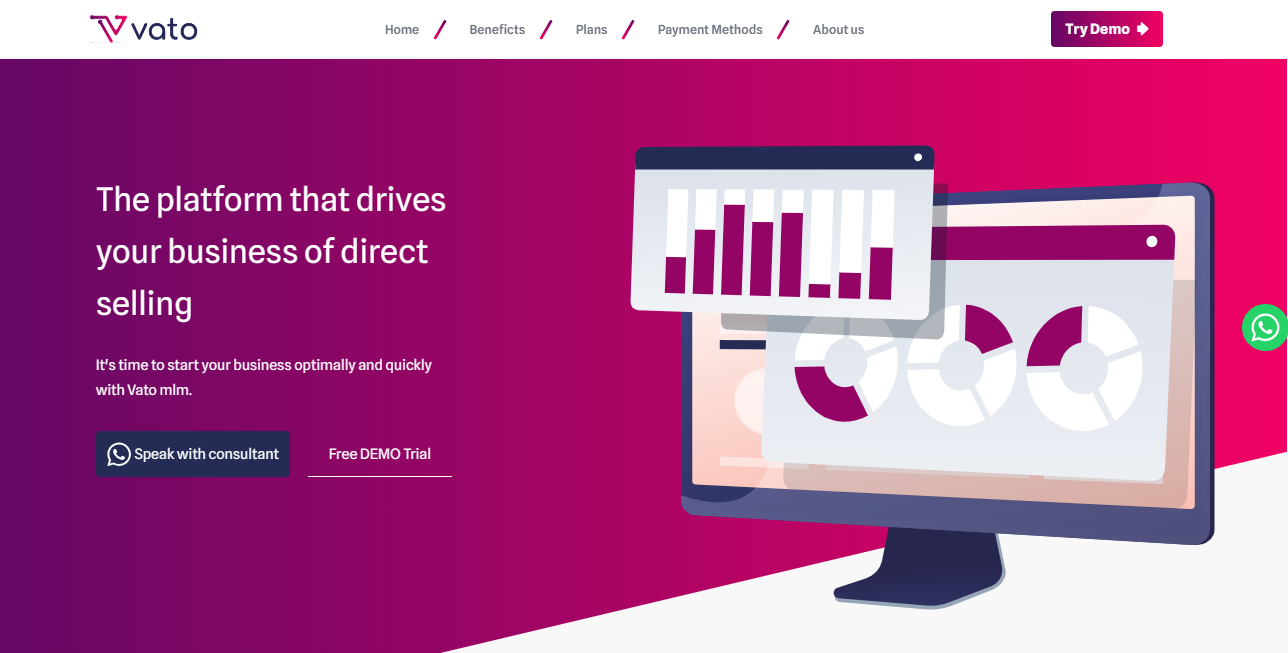 vato
Home
Beneficts
Plans
Payment Methods
About us
Try Demo
The platform that drives
your business of direct
selling
It's time to start your business optimally and quickly
with Vato mlm.
Speak with consultant
Free DEMO Trial